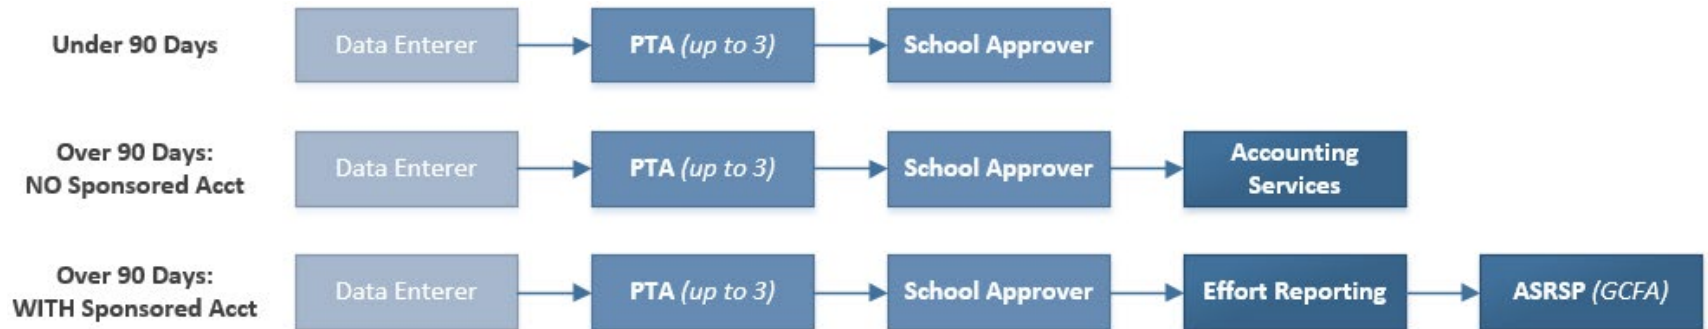 Under 90 Days
Data Enterer
PTA (up to 3)
School Approver
Over 90 Days:
NO Sponsored Acct
Data Enterer
PTA (up to 3)
School Approver
Accounting
Services
Over 90 Days:
WITH Sponsored Acct
Data Enterer
PTA (up to 3)
School Approver
Effort Reporting
ASRSP (GCFA)